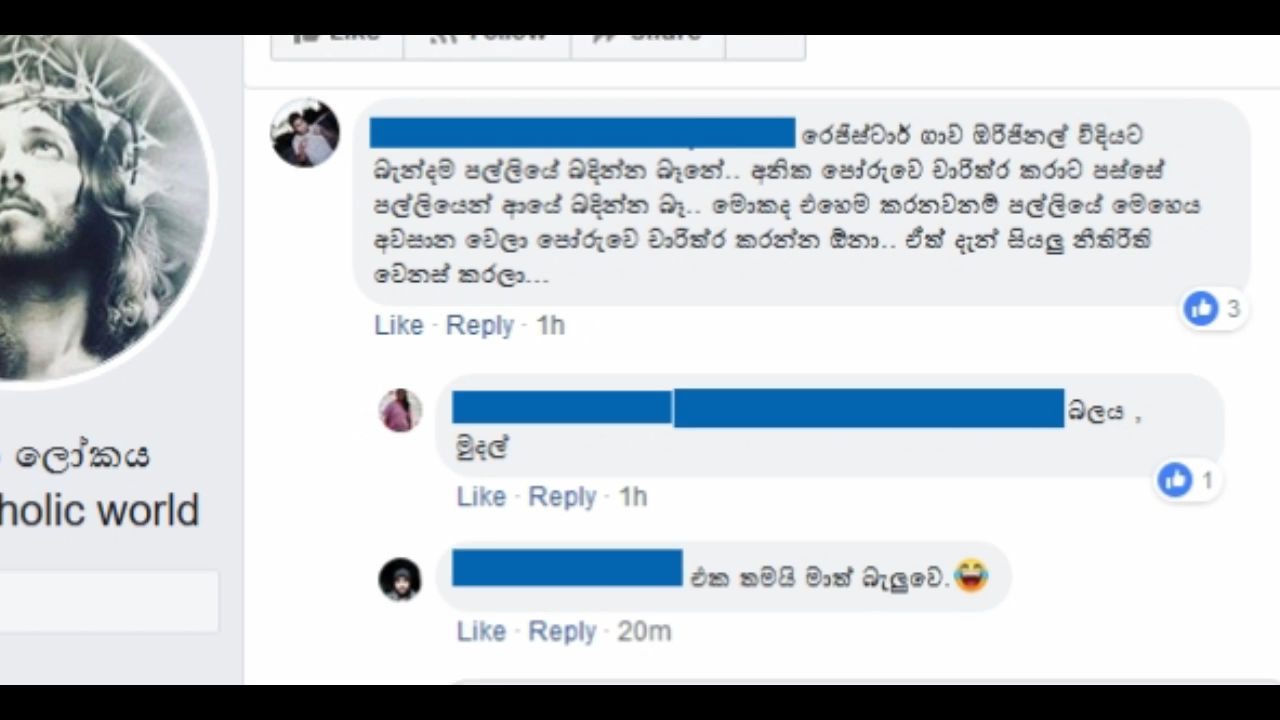 Like Follow Share
රෙජිස්ටාර් ගාව ඔරිජිනල් විදියට
බැන්දම පල්ලියේ බදින්න බෑනේ.. අනික පෝරුවෙ චාරිත්ර කරාට පස්සේ
පල්ලියෙන් ආයේ බදින්න බෑ.. මොකද එහෙම කරනවනම් පල්ලියේ මෙහෙය
අවසාන වෙලා පෝරුවෙ චාරිත්ර කරන්න ඕනා.. ඒත් දැන් සියලු නීතිරීති
වෙනස් කරලා...
3
Like · Reply · 1h
බලය ,
මුදල්
1
Like · Reply · 1h
එක තමයි මාත් බැලුවෙ.😂
Like · Reply · 20m
ලෝකය
holic world